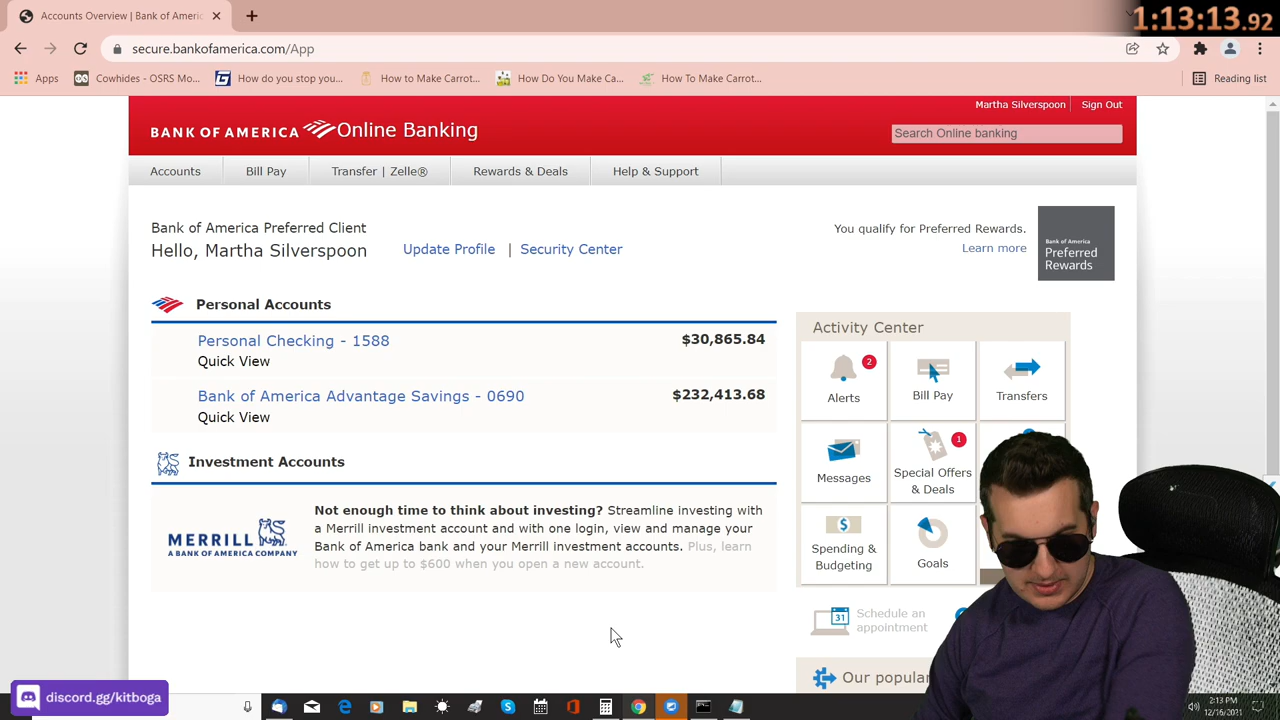 Accounts Overview | Bank of Americ
1:13:13.92
secure.bankofamerica.com/App
Apps
Cowhides - OSRS Mo...
How do you stop you...
How to Make Carrot...
How Do You Make Ca...
How To Make Carrot...
Reading list
Martha Silverspoon
Sign Out
BANK OF AMERICA Online Banking
Search Online banking
Accounts
Bill Pay
Transfer | Zelle®
Rewards & Deals
Help & Support
Bank of America Preferred Client
Hello, Martha Silverspoon
Update Profile | Security Center
You qualify for Preferred Rewards.
Learn more
Bank of America
Preferred
Rewards
Personal Accounts
Personal Checking - 1588
$30,865.84
Quick View
Bank of America Advantage Savings - 0690
$232,413.68
Quick View
Investment Accounts
MERRILL
A BANK OF AMERICA COMPANY
Not enough time to think about investing? Streamline investing with
a Merrill investment account and with one login, view and manage your
Bank of America bank and your Merrill investment accounts. Plus, learn
how to get up to $600 when you open a new account.
Activity Center
2
Alerts
Bill Pay
Transfers
Messages
1
Special Offers
& Deals
Spending &
Budgeting
Goals
31
Schedule an
appointment
Our popular
discord.gg/kitboga
2:13 PM
12/16/2021